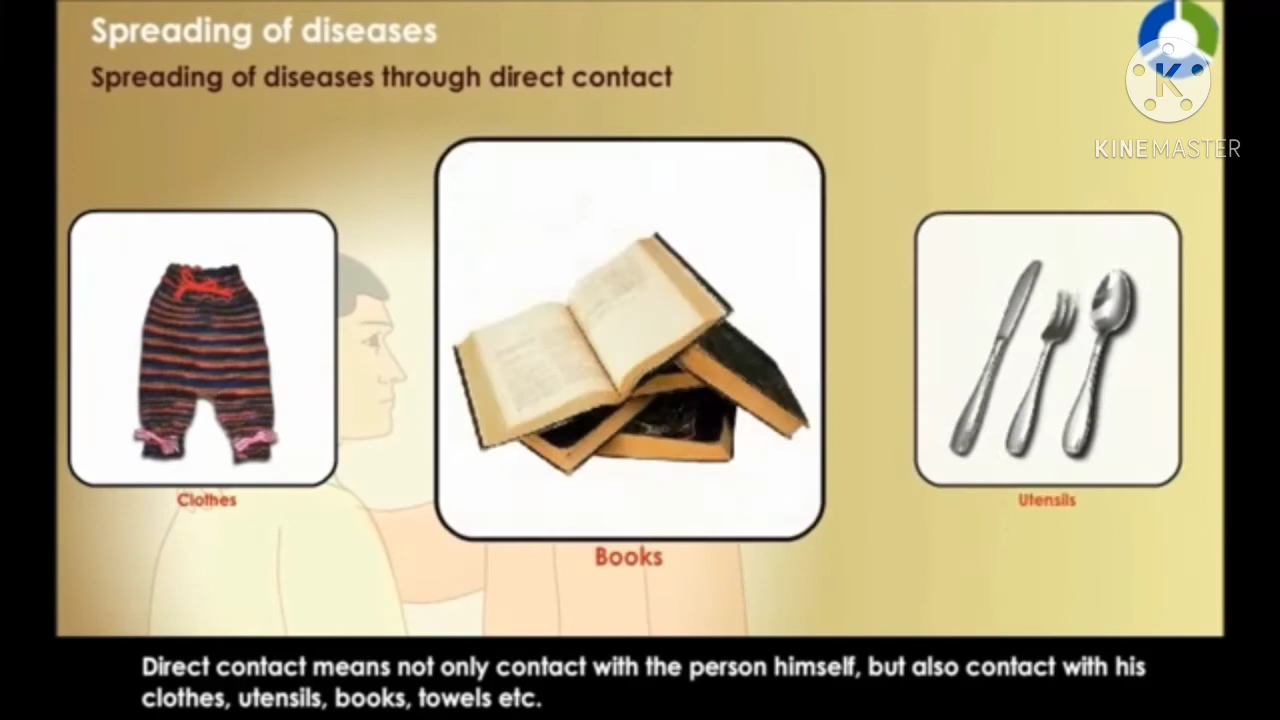 Spreading of diseases
Spreading of diseases through direct contact
K
KINEMASTER
Clothes
Books
Utensils
Direct contact means not only contact with the person himself, but also contact with his
clothes, utensils, books, towels etc.